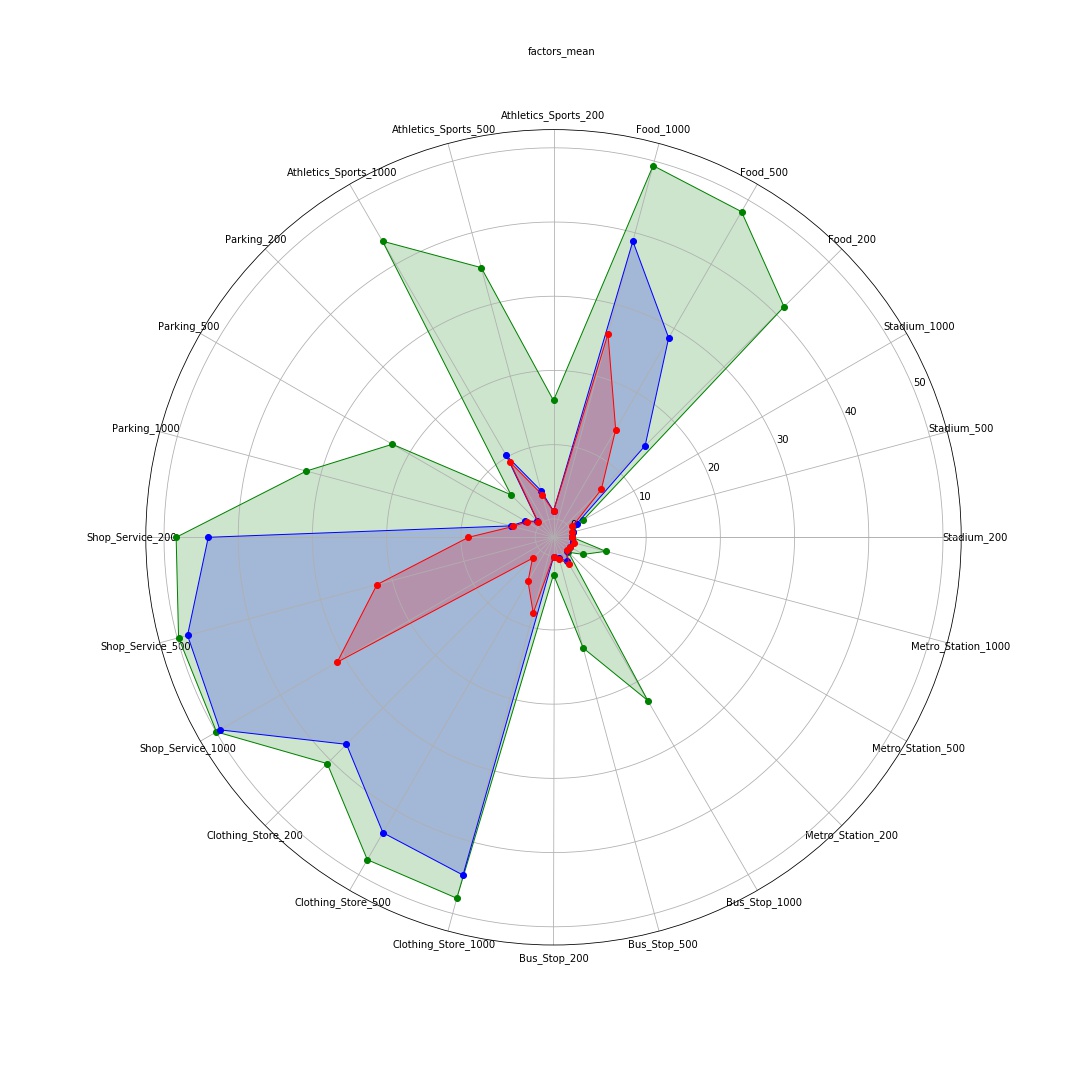 factors_mean
Athletics_Sports_200
Athletics_Sports_500
Food_1000
Athletics_Sports_1000
Food_500
Parking_200
Food_200
Parking_500
Stadium_1000
50
40
Parking_1000
Stadium_500
30
20
10
0
Shop_Service_200
Stadium_200
Shop_Service_500
Metro_Station_1000
Shop_Service_1000
Metro_Station_500
Clothing_Store_200
Metro_Station_200
Clothing_Store_500
Bus_Stop_1000
Clothing_Store_1000
Bus_Stop_500
Bus_Stop_200